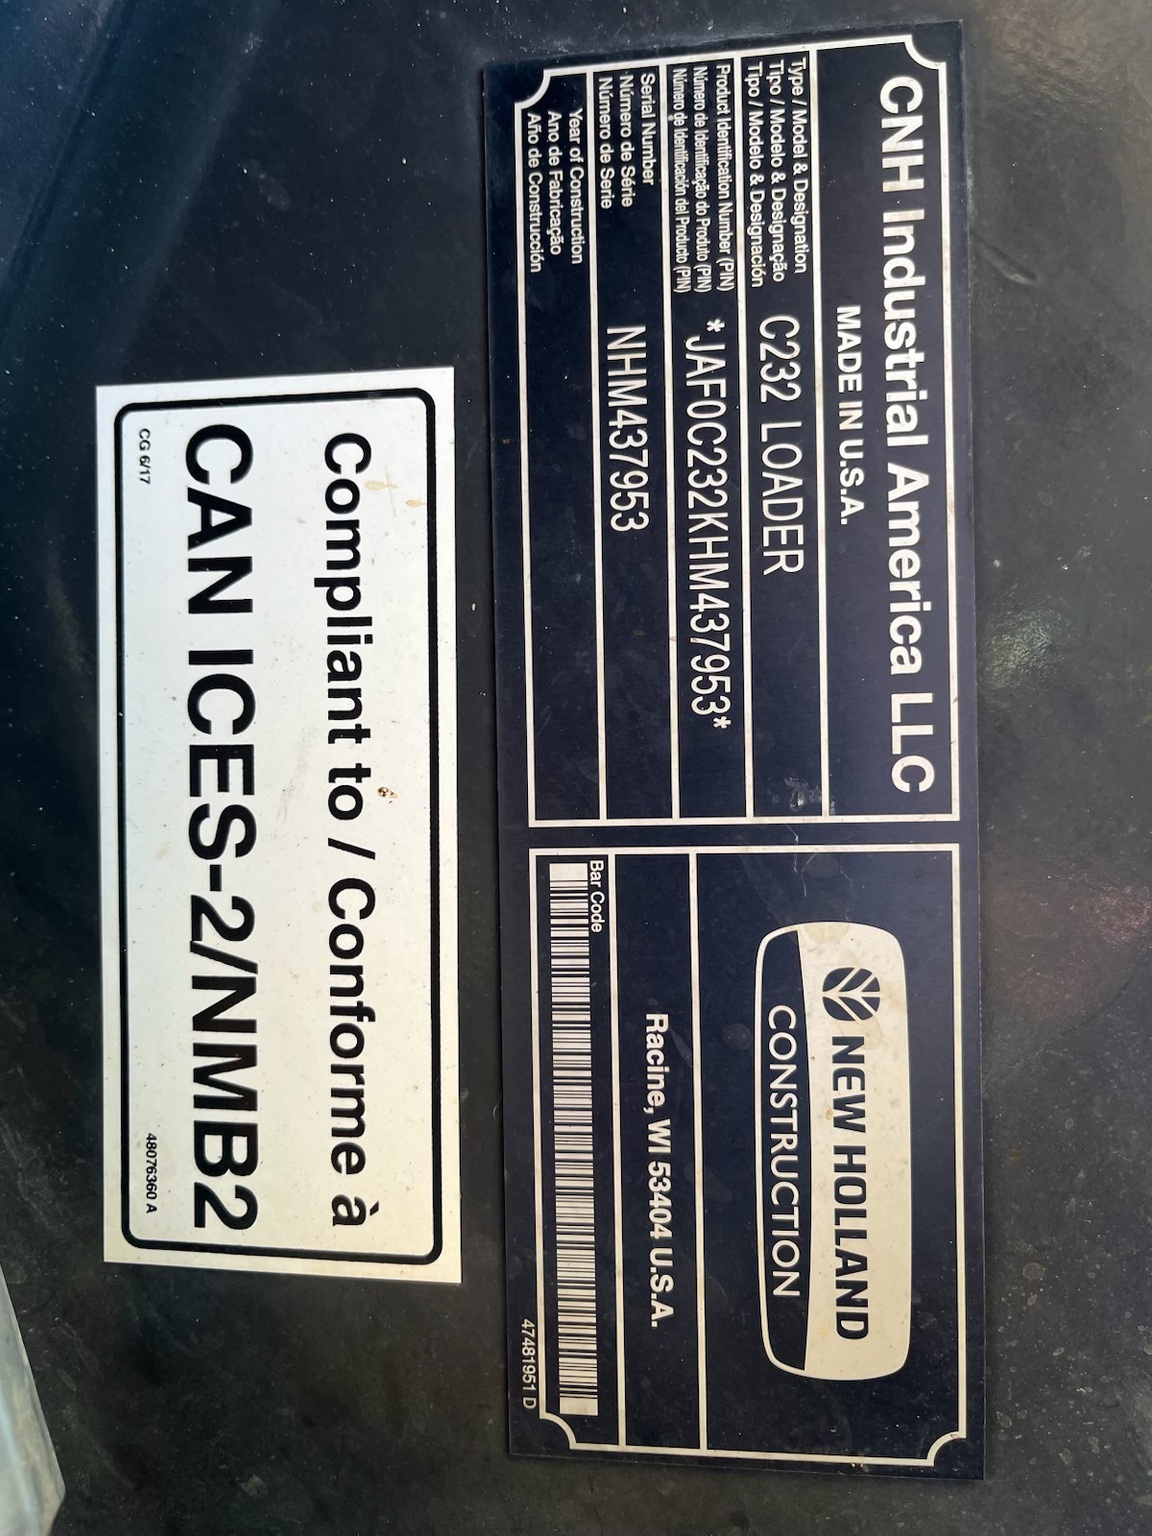 CNH Industrial America LLC
MADE IN U.S.A.
Type / Model & Designation
Tipo / Modelo & Designação
Tipo / Modelo & Designación
C232 LOADER
Product Identification Number (PIN)
Número de Identificação do Produto (PIN)
Número de Identificación del Producto (PIN)
*JAF0C232KHM437953*
Serial Number
Número de Série
Número de Serie
NHM437953
Year of Construction
Ano de Fabricação
Año de Construcción
NEW HOLLAND
CONSTRUCTION
Racine, WI 53404 U.S.A.
Bar Code
47481951 D
Compliant to / Conforme à
CAN ICES-2/NMB2
CG 6/17
48076360 A